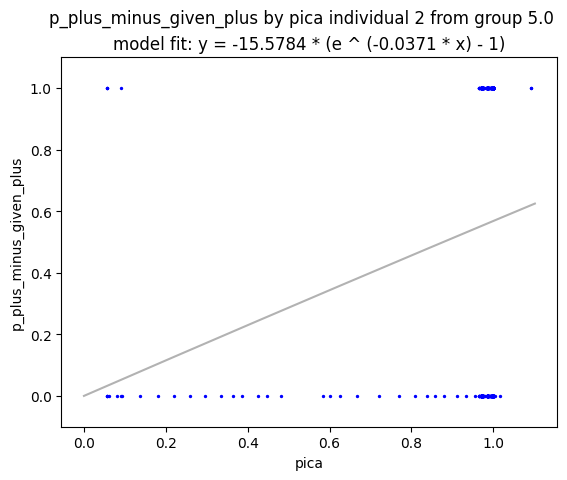 p_plus_minus_given_plus by pica individual 2 from group 5.0
model fit: y = -15.5784 * (e ^ (-0.0371 * x) - 1)
p_plus_minus_given_plus
1.0
0.8
0.6
0.4
0.2
0.0
0.0 0.2 0.4 0.6 0.8 1.0
pica